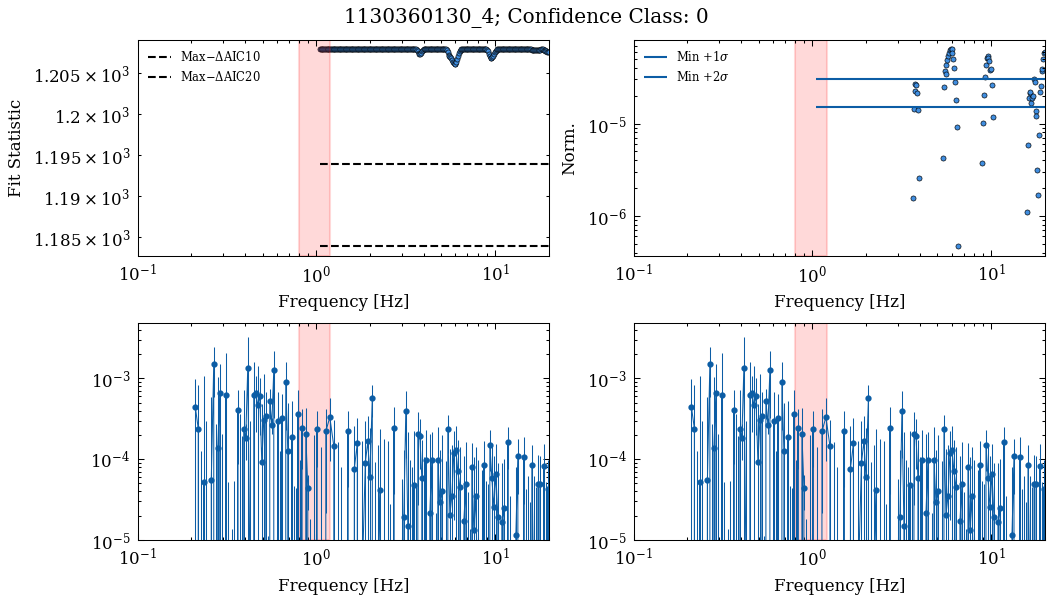 1130360130_4; Confidence Class: 0
Fit Statistic
1.205 × 10³
1.2 × 10³
1.195 × 10³
1.19 × 10³
1.185 × 10³
Max−ΔAIC10
Max−ΔAIC20
10⁻¹ 10⁰ 10¹
Frequency [Hz]
Norm.
10⁻⁵
10⁻⁶
Min +1σ
Min +2σ
10⁻¹ 10⁰ 10¹
Frequency [Hz]
10⁻³
10⁻⁴
10⁻⁵
10⁻¹ 10⁰ 10¹
Frequency [Hz]
10⁻³
10⁻⁴
10⁻⁵
10⁻¹ 10⁰ 10¹
Frequency [Hz]